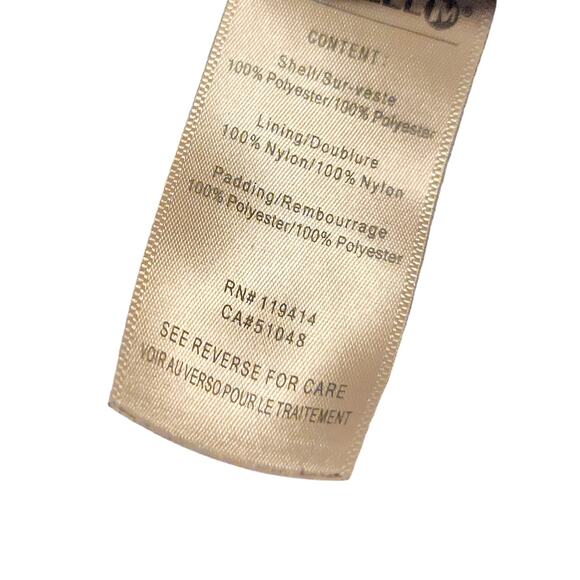 M®
CONTENT:
Shell/Sur-veste
100% Polyester/100% Polyester
Lining/Doublure
100% Nylon/100% Nylon
Padding/Rembourrage
100% Polyester/100% Polyester
RN# 119414
CA#51048
SEE REVERSE FOR CARE
VOIR AU VERSO POUR LE TRAITEMENT